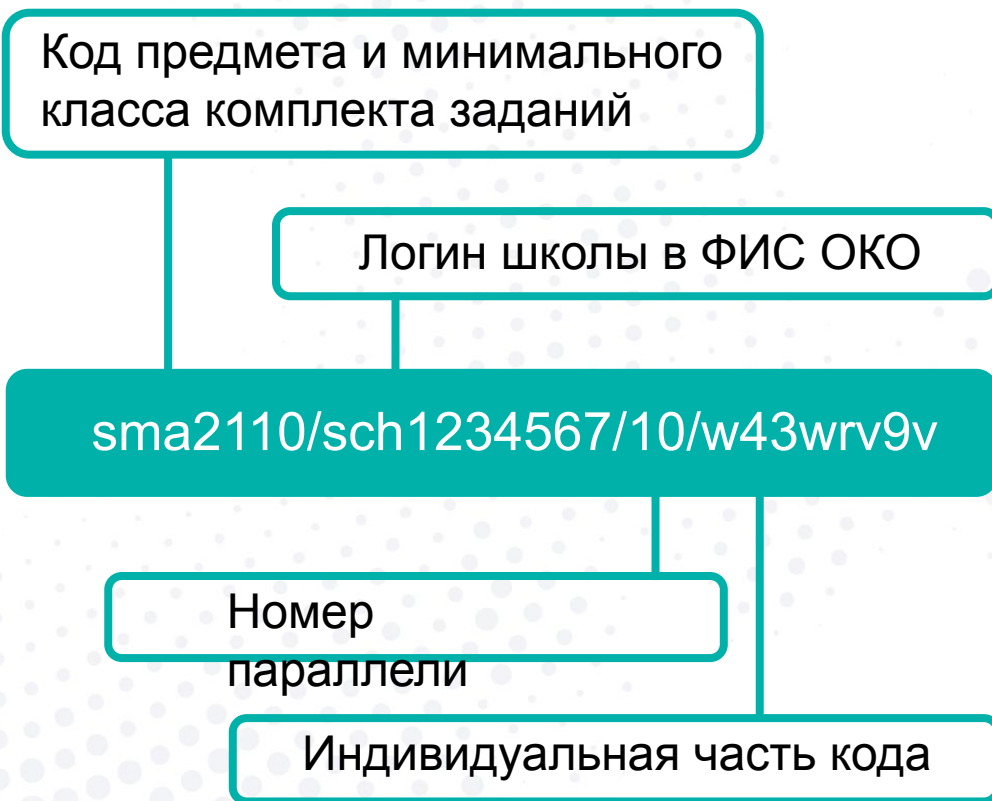 Код предмета и минимального
класса комплекта заданий
Логин школы в ФИС ОКО
sma2110/sch1234567/10/w43wrv9v
Номер
параллели
Индивидуальная часть кода